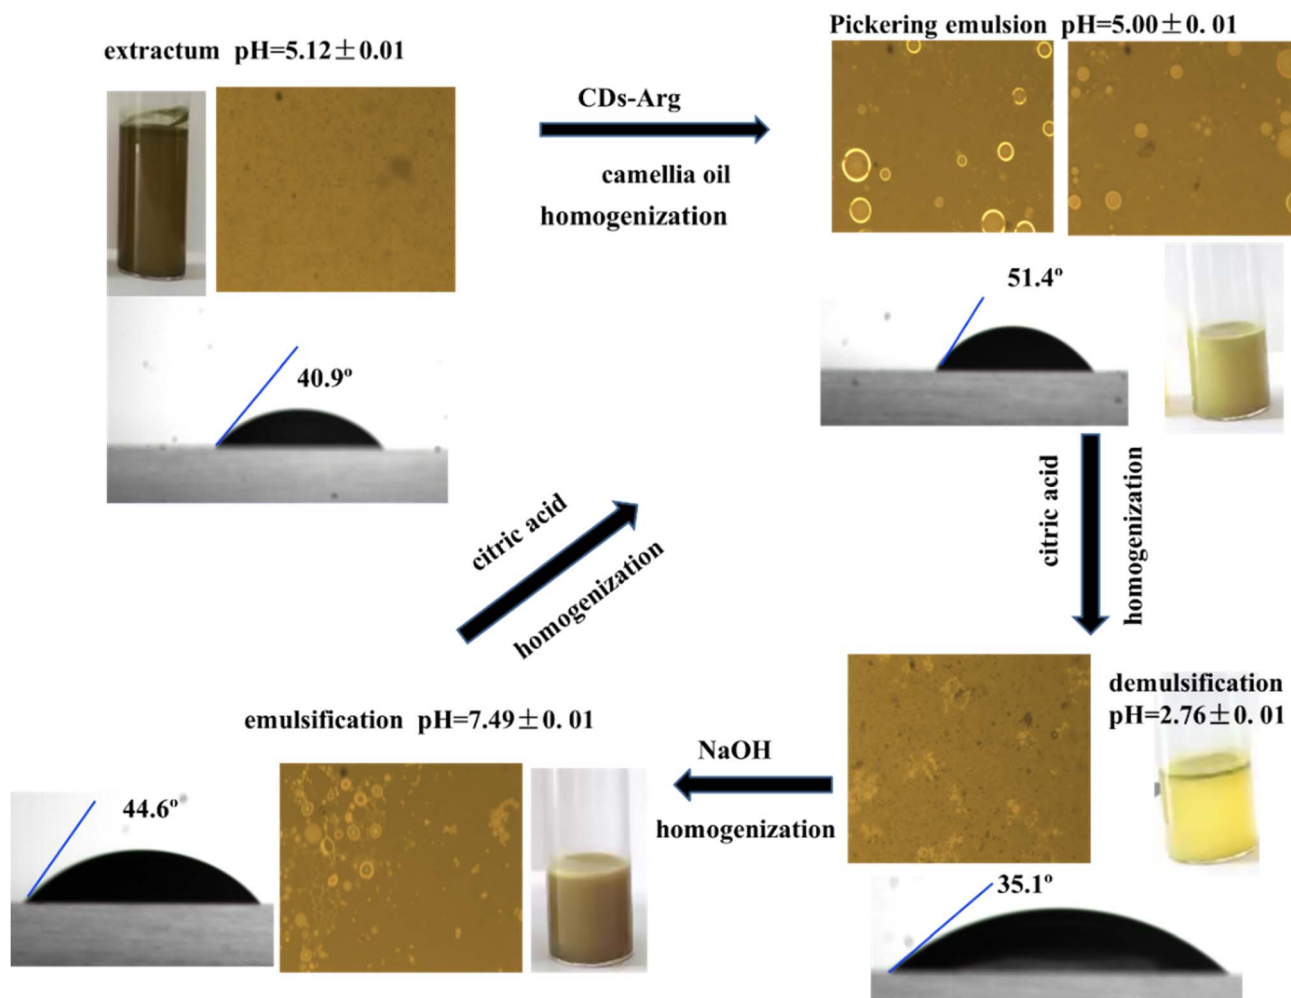 extractum pH=5.12±0.01
Pickering emulsion pH=5.00±0. 01
CDs-Arg
camellia oil
homogenization
40.9º
51.4º
citric acid
homogenization
citric acid
homogenization
demulsification
pH=2.76±0. 01
emulsification pH=7.49±0. 01
NaOH
homogenization
44.6º
35.1º